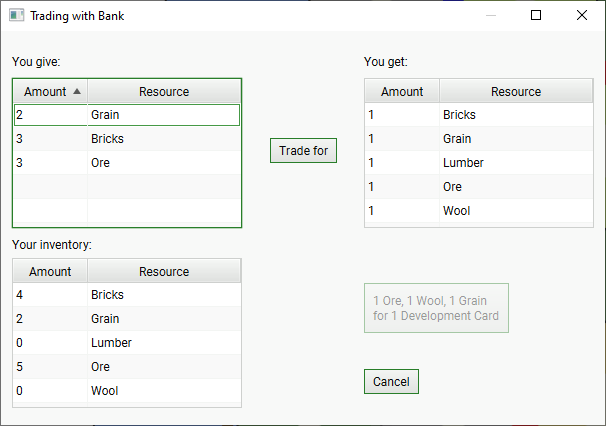 Trading with Bank
You give:
Amount Resource
2 Grain
3 Bricks
3 Ore
Trade for
You get:
Amount Resource
1 Bricks
1 Grain
1 Lumber
1 Ore
1 Wool
Your inventory:
Amount Resource
4 Bricks
2 Grain
0 Lumber
5 Ore
0 Wool
1 Ore, 1 Wool, 1 Grain
for 1 Development Card
Cancel